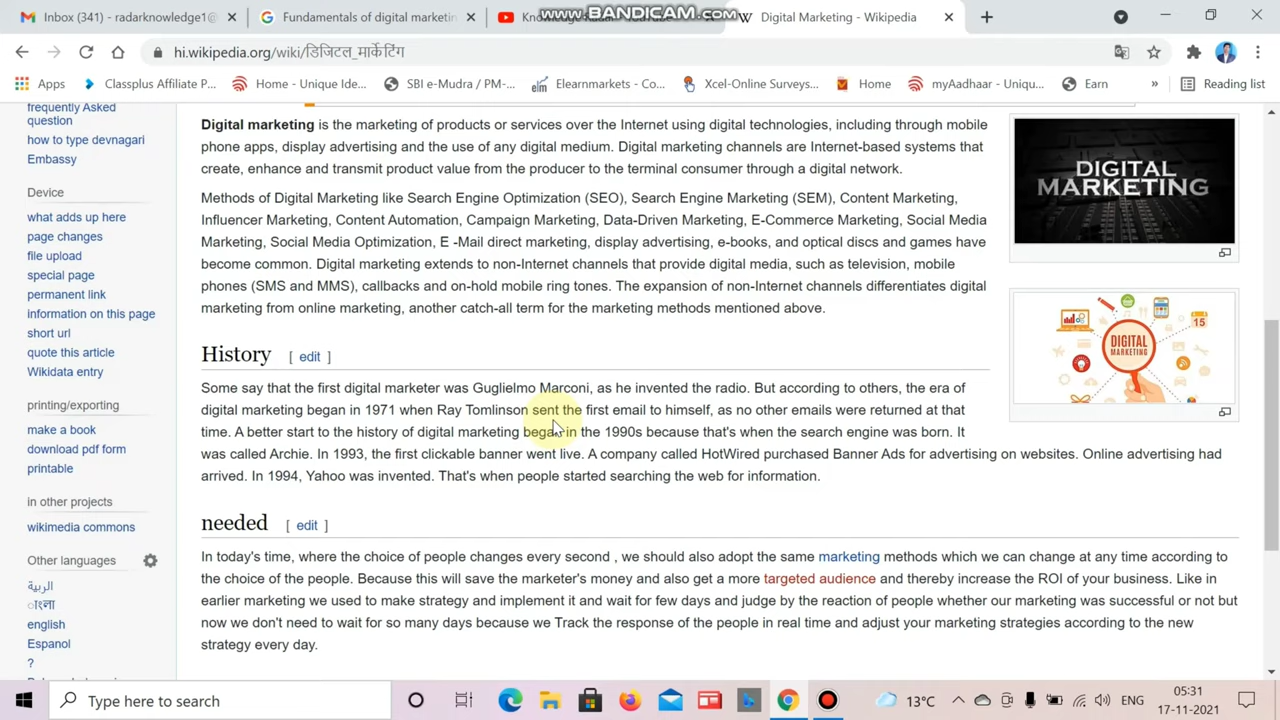 Inbox (341) - radarknowledge1@
Fundamentals of digital marketin
www.BANDICAM.com
Digital Marketing - Wikipedia
hi.wikipedia.org/wiki/डिजिटल_मार्केटिंग
Apps
Classplus Affiliate P...
Home - Unique Ide...
SBI e-Mudra / PM-...
Elearnmarkets - Co...
Xcel-Online Surveys...
Home
myAadhaar - Uniqu...
Earn
»
Reading list
frequently Asked
question
how to type devnagari
Embassy
Device
what adds up here
page changes
file upload
special page
permanent link
information on this page
short url
quote this article
Wikidata entry
printing/exporting
make a book
download pdf form
printable
in other projects
wikimedia commons
Other languages
العربية
বাংলা
english
Espanol
?
Digital marketing is the marketing of products or services over the Internet using digital technologies, including through mobile
phone apps, display advertising and the use of any digital medium. Digital marketing channels are Internet-based systems that
create, enhance and transmit product value from the producer to the terminal consumer through a digital network.
Methods of Digital Marketing like Search Engine Optimization (SEO), Search Engine Marketing (SEM), Content Marketing,
Influencer Marketing, Content Automation, Campaign Marketing, Data-Driven Marketing, E-Commerce Marketing, Social Media
Marketing, Social Media Optimization, E -Mail direct marketing, display advertising, e-books, and optical discs and games have
become common. Digital marketing extends to non-Internet channels that provide digital media, such as television, mobile
phones (SMS and MMS), callbacks and on-hold mobile ring tones. The expansion of non-Internet channels differentiates digital
marketing from online marketing, another catch-all term for the marketing methods mentioned above.
History [ edit ]
Some say that the first digital marketer was Guglielmo Marconi, as he invented the radio. But according to others, the era of
digital marketing began in 1971 when Ray Tomlinson sent the first email to himself, as no other emails were returned at that
time. A better start to the history of digital marketing began in the 1990s because that's when the search engine was born. It
was called Archie. In 1993, the first clickable banner went live. A company called HotWired purchased Banner Ads for advertising on websites. Online advertising had
arrived. In 1994, Yahoo was invented. That's when people started searching the web for information.
needed [ edit ]
In today's time, where the choice of people changes every second , we should also adopt the same marketing methods which we can change at any time according to
the choice of the people. Because this will save the marketer's money and also get a more targeted audience and thereby increase the ROI of your business. Like in
earlier marketing we used to make strategy and implement it and wait for few days and judge by the reaction of people whether our marketing was successful or not but
now we don't need to wait for so many days because we Track the response of the people in real time and adjust your marketing strategies according to the new
strategy every day.
DIGITAL
MARKETING
15
DIGITAL
MARKETING
Type here to search
13°C
ENG
05:31
17-11-2021